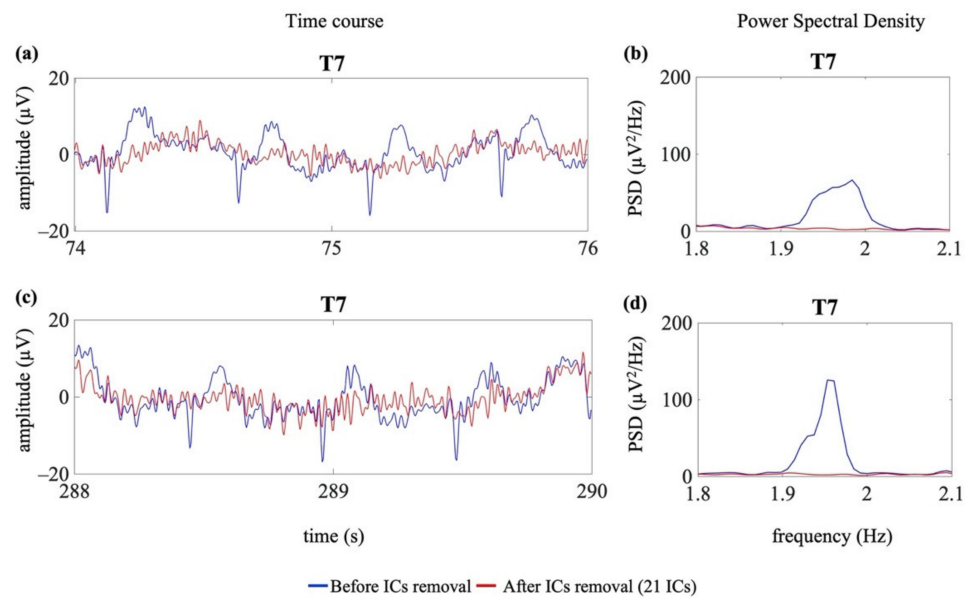 Time course
Power Spectral Density
(a)
T7
20
0
−20
amplitude (µV)
74
75
76
(b)
T7
200
100
0
PSD (µV²/Hz)
1.8
1.9
2
2.1
(c)
T7
20
0
−20
amplitude (µV)
288
289
290
time (s)
(d)
T7
200
100
0
PSD (µV²/Hz)
1.8
1.9
2
2.1
frequency (Hz)
Before ICs removal
After ICs removal (21 ICs)